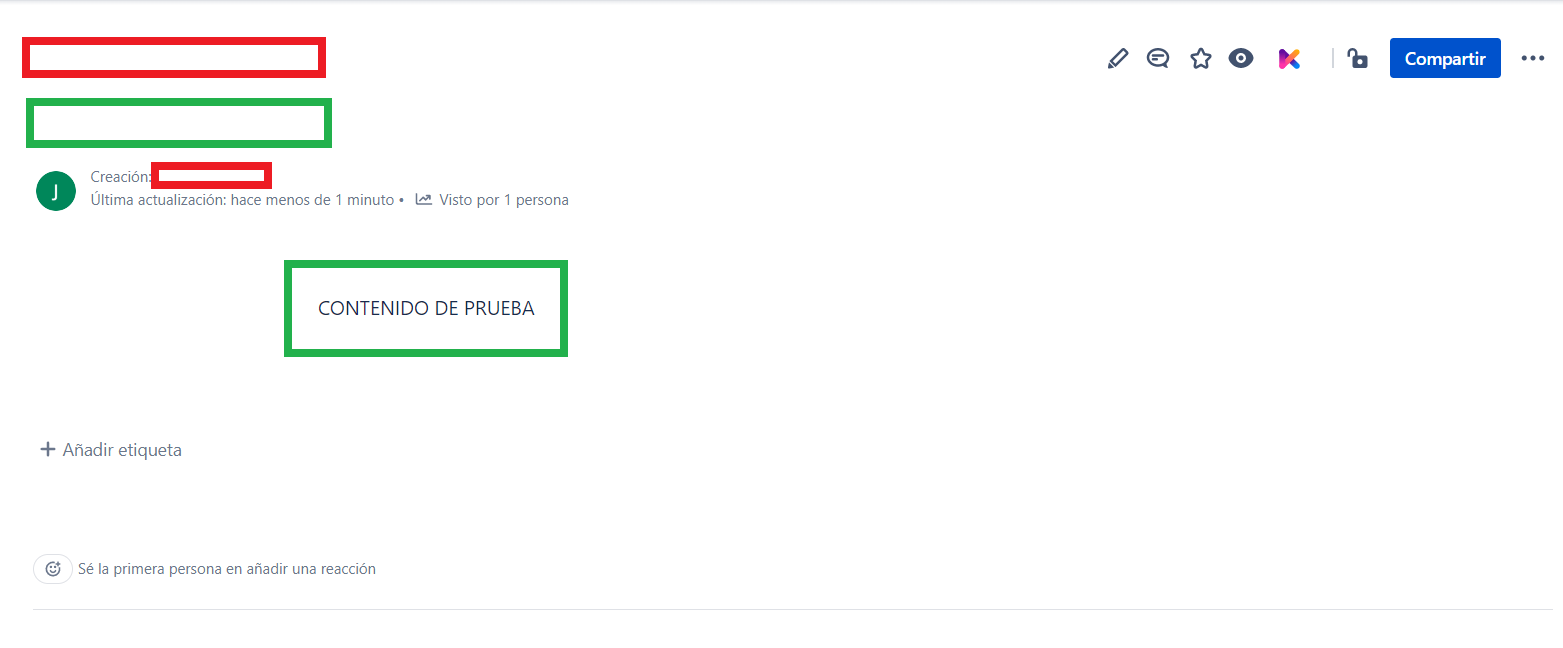 Compartir
J
Creación:
Última actualización: hace menos de 1 minuto • Visto por 1 persona
CONTENIDO DE PRUEBA
Añadir etiqueta
Sé la primera persona en añadir una reacción